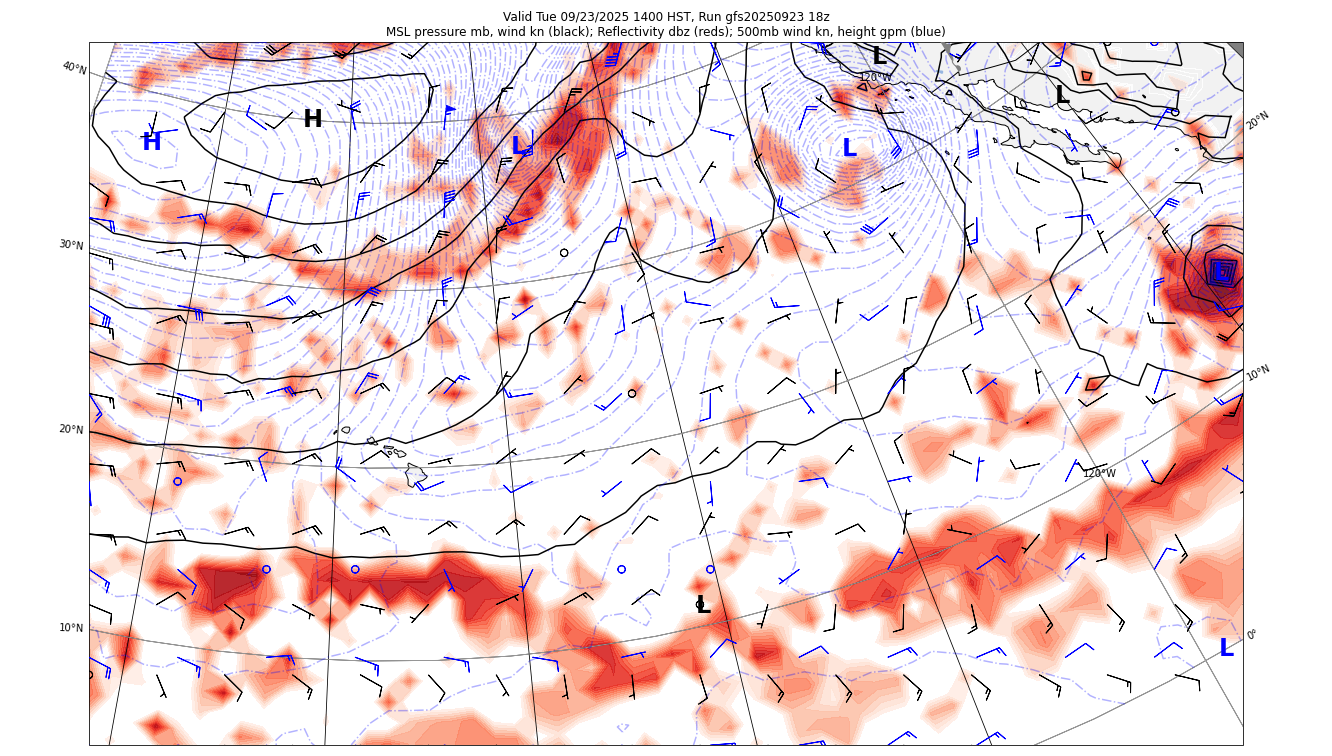 Valid Tue 09/23/2025 1400 HST, Run gfs20250923 18z
MSL pressure mb, wind kn (black); Reflectivity dbz (reds); 500mb wind kn, height gpm (blue)
L
40°N
120°W
L
20°N
H
H
L
L
30°N
L
10°N
20°N
120°W
L
10°N
0°
L